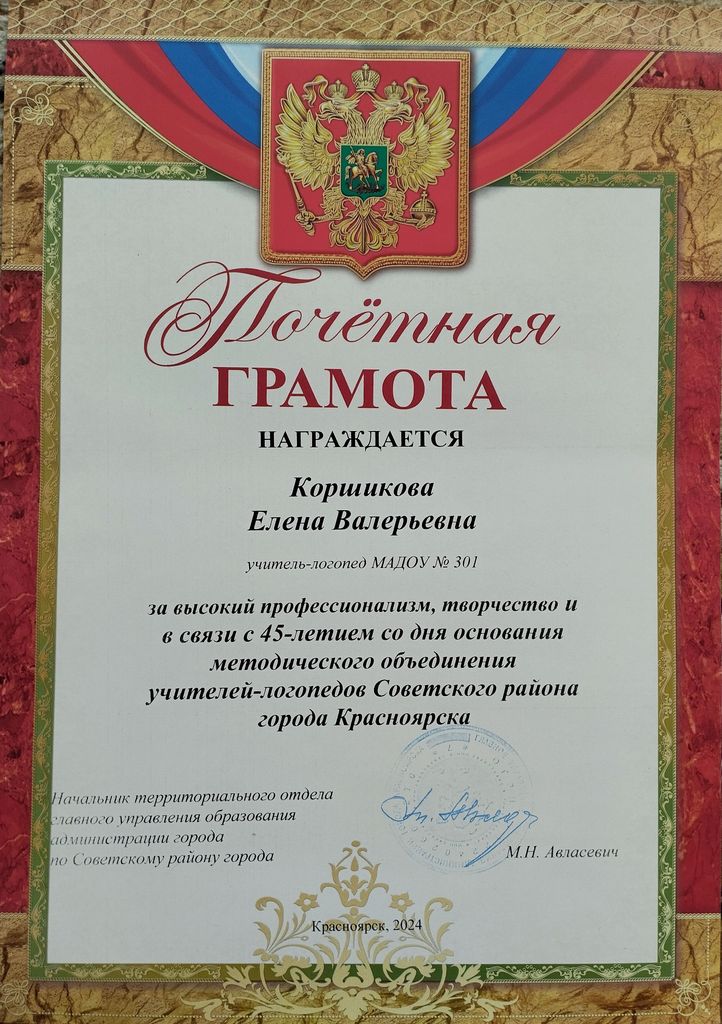 Почётная
ГРАМОТА
НАГРАЖДАЕТСЯ
Коршикова
Елена Валерьевна
учитель-логопед МАДОУ № 301
за высокий профессионализм, творчество и
в связи с 45-летием со дня основания
методического объединения
учителей-логопедов Советского района
города Красноярска
Начальник территориального отдела
главного управления образования
администрации города
по Советскому району города
М.Н. Авласевич
Красноярск, 2024